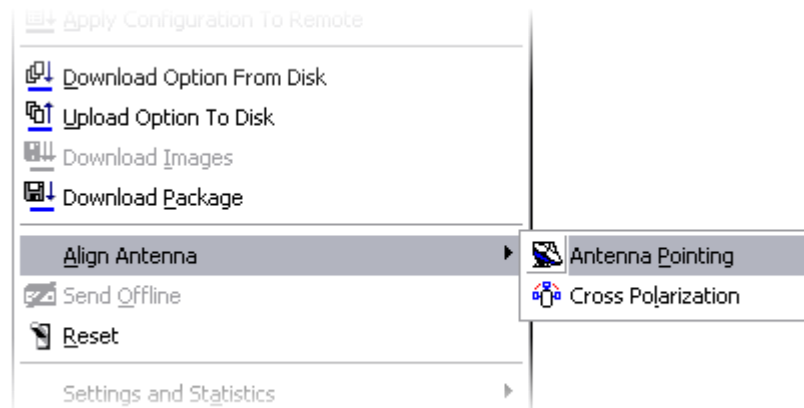 Apply Configuration To Remote
Download Option From Disk
Upload Option To Disk
Download Images
Download Package
Align Antenna
Antenna Pointing
Send Offline
Cross Polarization
Reset
Settings and Statistics